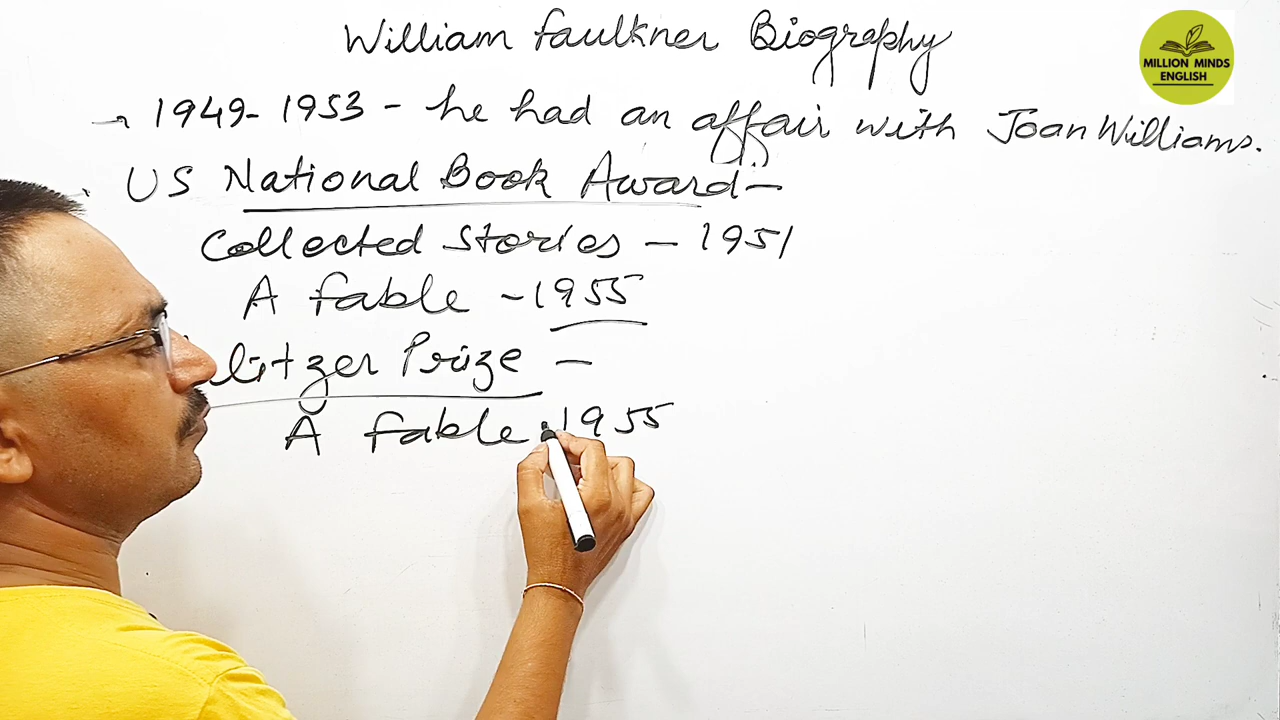 William Faulkner Biography
MILLION MINDS
ENGLISH
→ 1949-1953 - he had an affair with Joan Williams.
US National Book Award-
Collected Stories - 1951
A fable - 1955
litzer Prize -
A fable - 1955